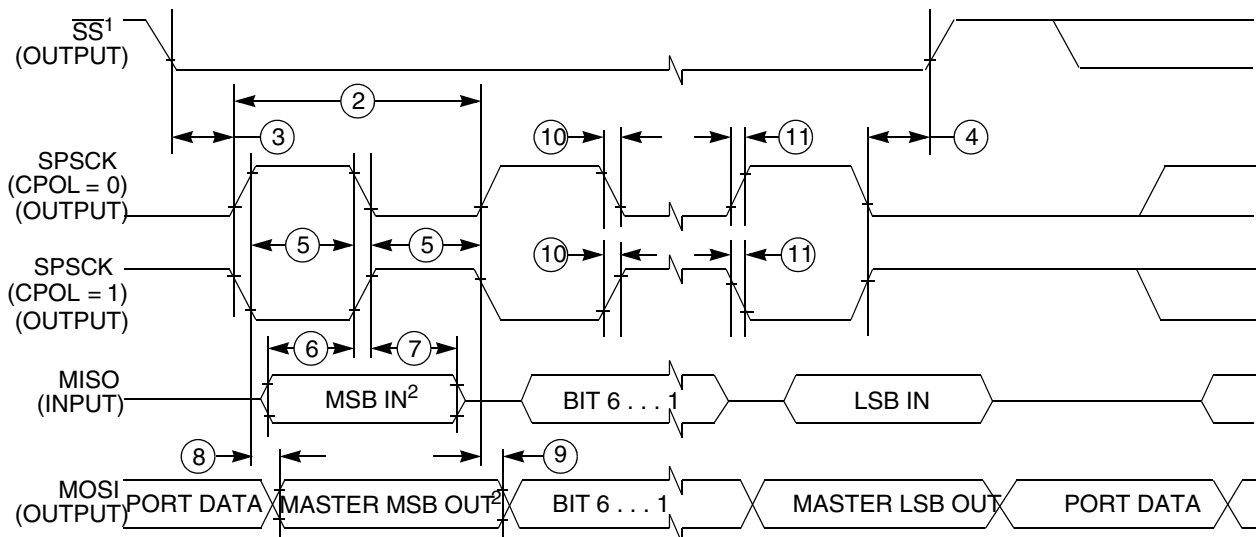 SS¹
(OUTPUT)
2
3
10
11
4
SPSCK
(CPOL = 0)
(OUTPUT)
5
5
SPSCK
(CPOL = 1)
(OUTPUT)
10
11
6
7
MISO
(INPUT)
MSB IN²
BIT 6 . . . 1
LSB IN
8
9
MOSI
(OUTPUT)
PORT DATA
MASTER MSB OUT²
BIT 6 . . . 1
MASTER LSB OUT
PORT DATA